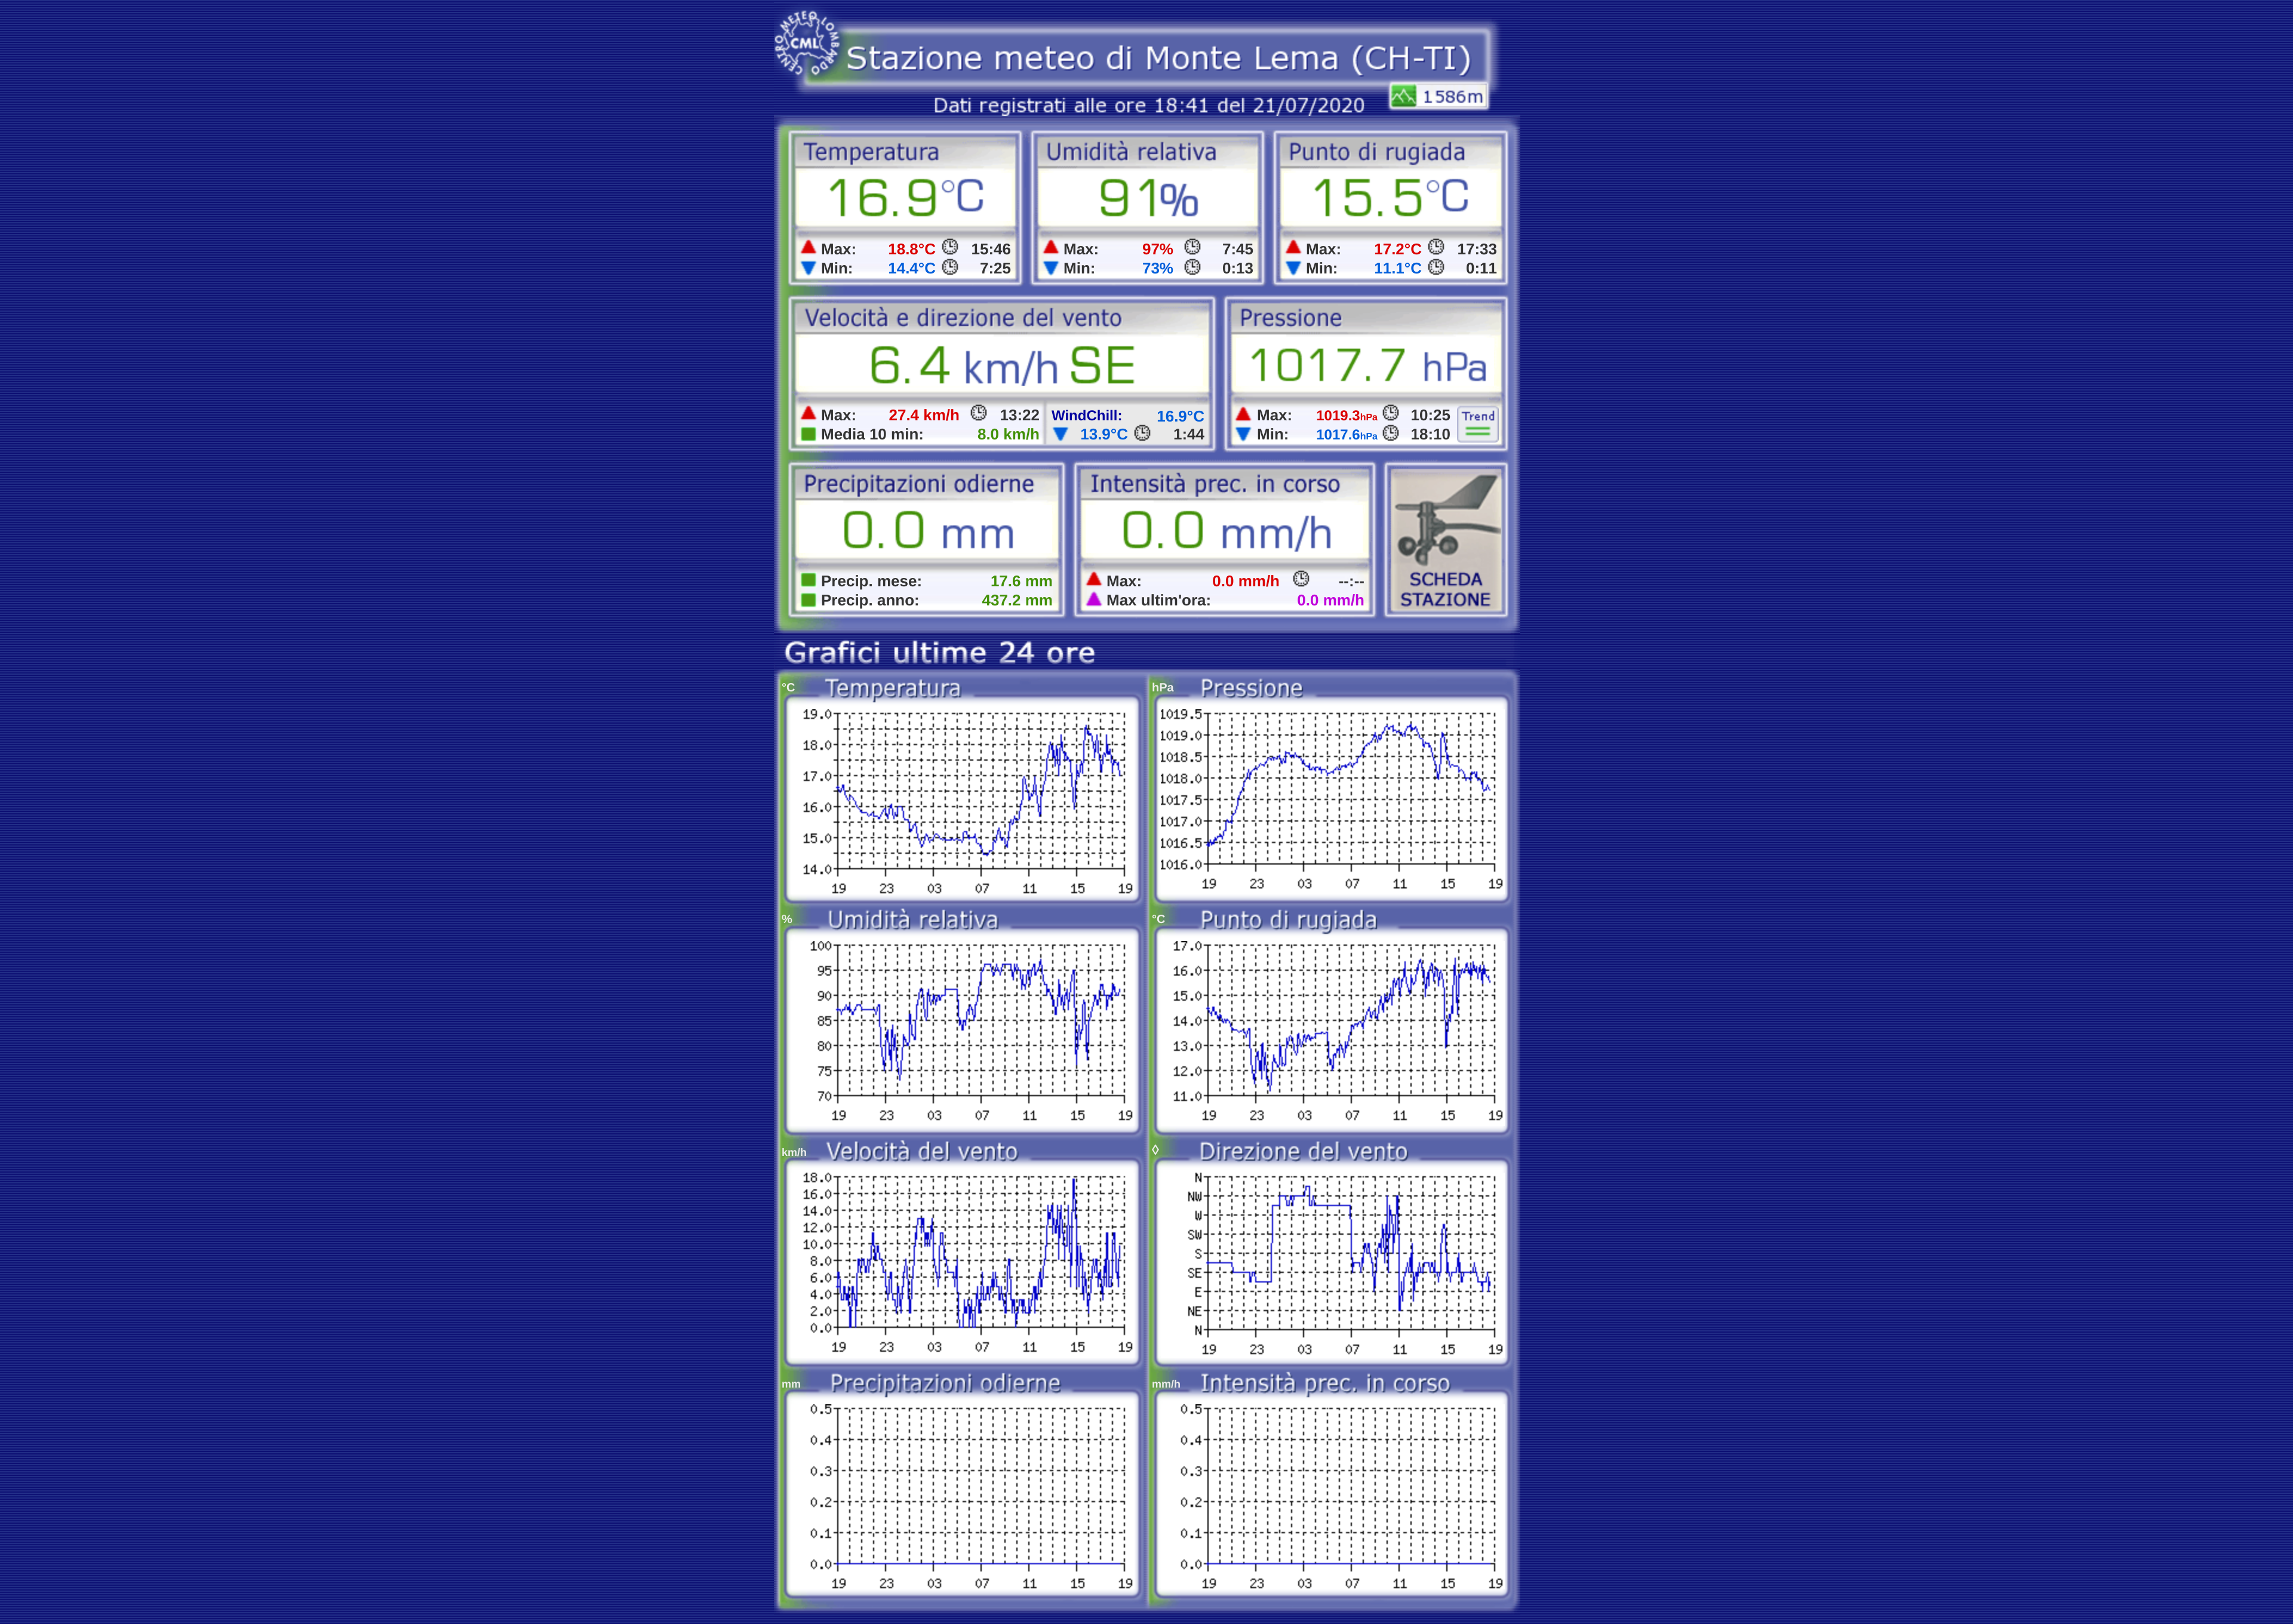 CENTRO METEO LOMBARDO
CML
Stazione meteo di Monte Lema (CH-TI)
Dati registrati alle ore 18:41 del 21/07/2020
1586m
Temperatura
16.9°C
Max: 18.8°C 15:46
Min: 14.4°C 7:25
Umidità relativa
91%
Max: 97% 7:45
Min: 73% 0:13
Punto di rugiada
15.5°C
Max: 17.2°C 17:33
Min: 11.1°C 0:11
Velocità e direzione del vento
6.4 km/h SE
Max: 27.4 km/h 13:22
Media 10 min: 8.0 km/h
WindChill: 16.9°C
13.9°C 1:44
Pressione
1017.7 hPa
Max: 1019.3hPa 10:25
Min: 1017.6hPa 18:10
Trend
Precipitazioni odierne
0.0 mm
Precip. mese: 17.6 mm
Precip. anno: 437.2 mm
Intensità prec. in corso
0.0 mm/h
Max: 0.0 mm/h --:--
Max ultim'ora: 0.0 mm/h
SCHEDA
STAZIONE
Grafici ultime 24 ore
°C Temperatura
19.0
18.0
17.0
16.0
15.0
14.0
19 23 03 07 11 15 19
hPa Pressione
1019.5
1019.0
1018.5
1018.0
1017.5
1017.0
1016.5
1016.0
19 23 03 07 11 15 19
% Umidità relativa
100
95
90
85
80
75
70
19 23 03 07 11 15 19
°C Punto di rugiada
17.0
16.0
15.0
14.0
13.0
12.0
11.0
19 23 03 07 11 15 19
km/h Velocità del vento
18.0
16.0
14.0
12.0
10.0
8.0
6.0
4.0
2.0
0.0
19 23 03 07 11 15 19
◊ Direzione del vento
N
NW
W
SW
S
SE
E
NE
N
19 23 03 07 11 15 19
mm Precipitazioni odierne
0.5
0.4
0.3
0.2
0.1
0.0
19 23 03 07 11 15 19
mm/h Intensità prec. in corso
0.5
0.4
0.3
0.2
0.1
0.0
19 23 03 07 11 15 19